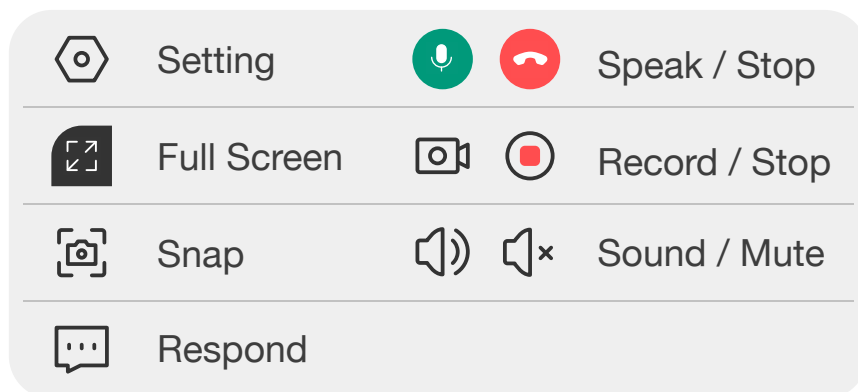 Setting
Speak / Stop
Full Screen
Record / Stop
Snap
Sound / Mute
Respond